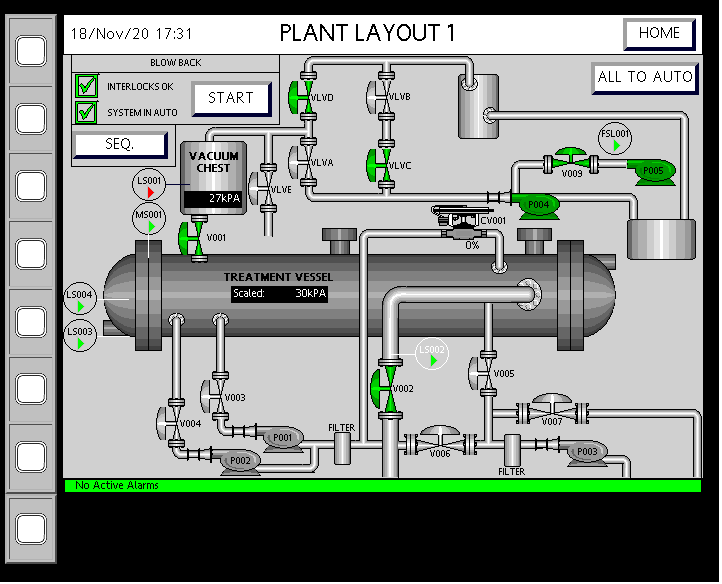 18/Nov/20 17:31
PLANT LAYOUT 1
HOME
BLOW BACK
INTERLOCKS OK
SYSTEM IN AUTO
START
ALL TO AUTO
SEQ.
VLVD
VLVB
FSL001
VACUUM
CHEST
VLVA
VLVC
V009
P005
LS001
27kPA
VLVE
P004
MS001
CV001
V001
0%
TREATMENT VESSEL
Scaled: 30kPA
LS004
LS003
LS002
V005
V002
V003
V004
V007
FILTER
P001
P002
V006
P003
FILTER
No Active Alarms